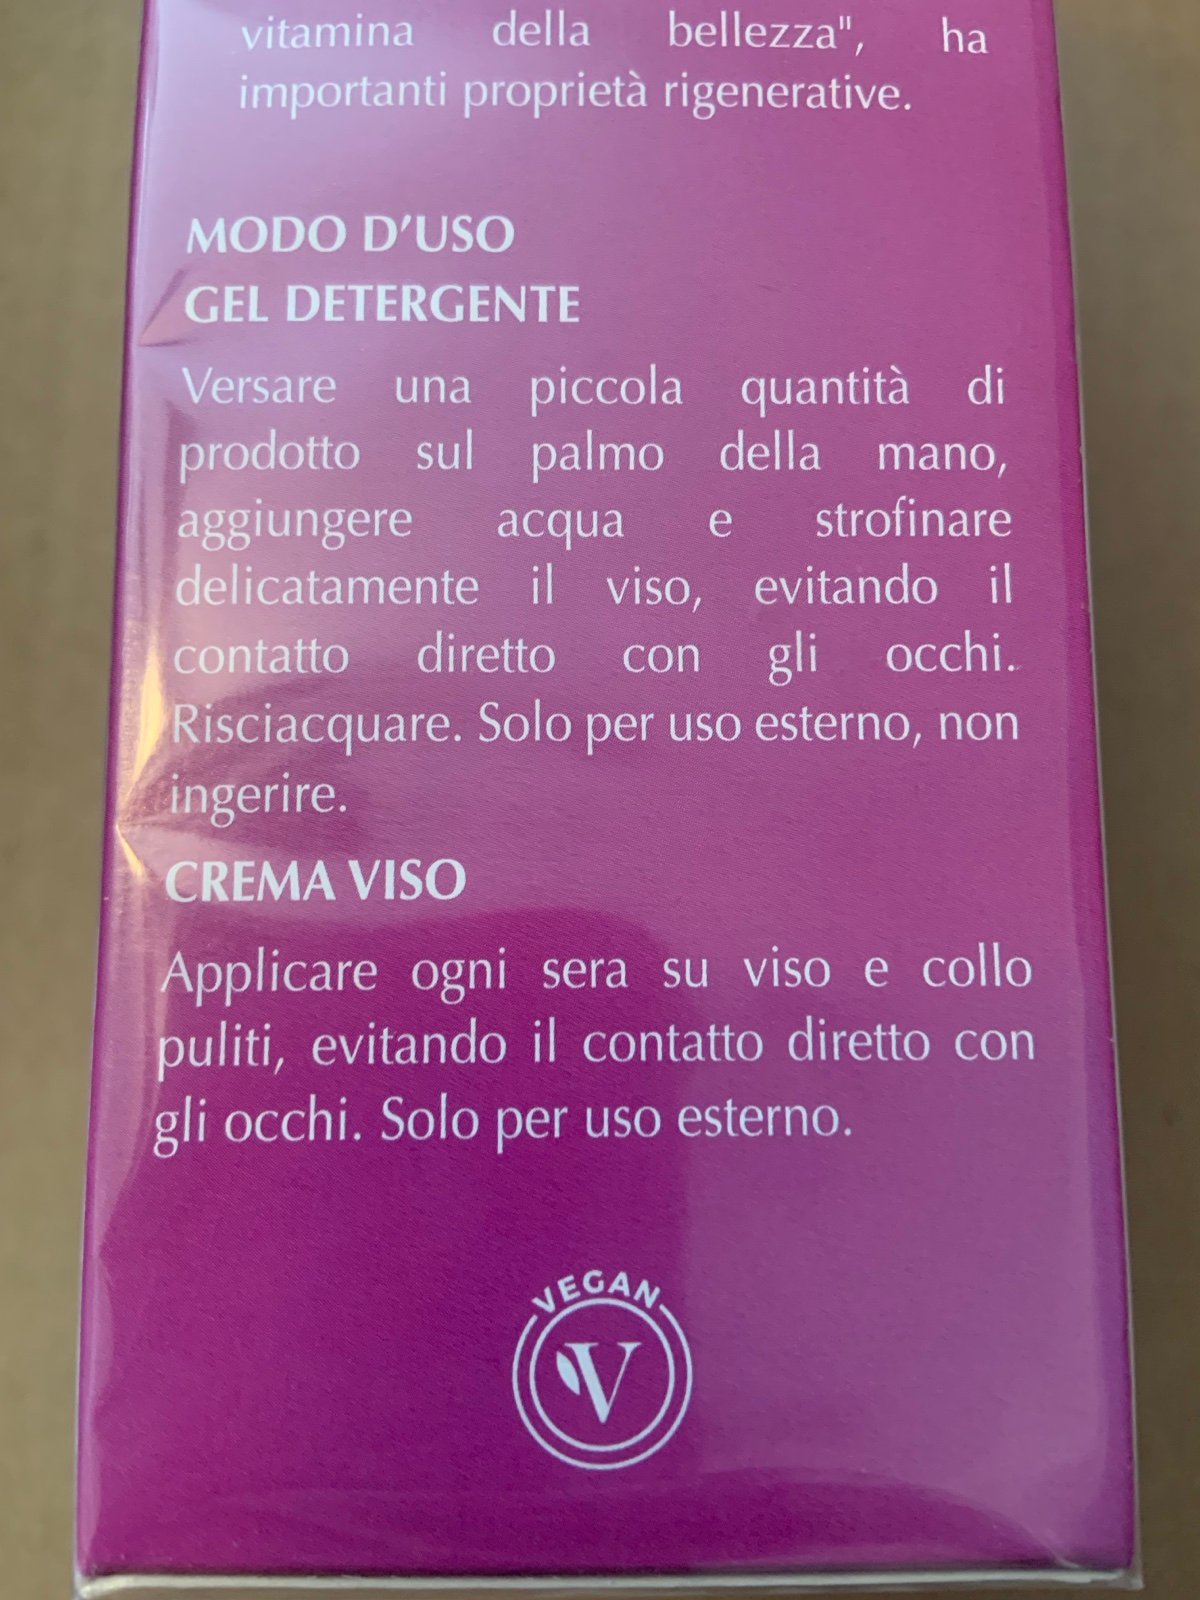 vitamina della bellezza", ha
importanti proprietà rigenerative.
MODO D'USO
GEL DETERGENTE
Versare una piccola quantità di
prodotto sul palmo della mano,
aggiungere acqua e strofinare
delicatamente il viso, evitando il
contatto diretto con gli occhi.
Risciacquare. Solo per uso esterno, non
ingerire.
CREMA VISO
Applicare ogni sera su viso e collo
puliti, evitando il contatto diretto con
gli occhi. Solo per uso esterno.
VEGAN
V